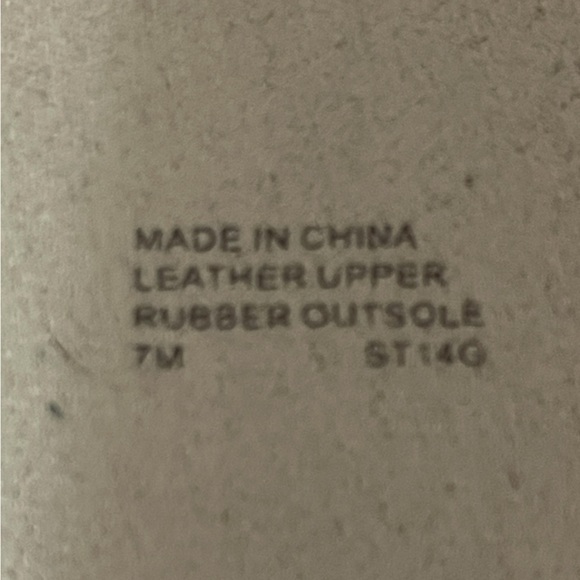 MADE IN CHINA
LEATHER UPPER
RUBBER OUTSOLE
7M ST14G